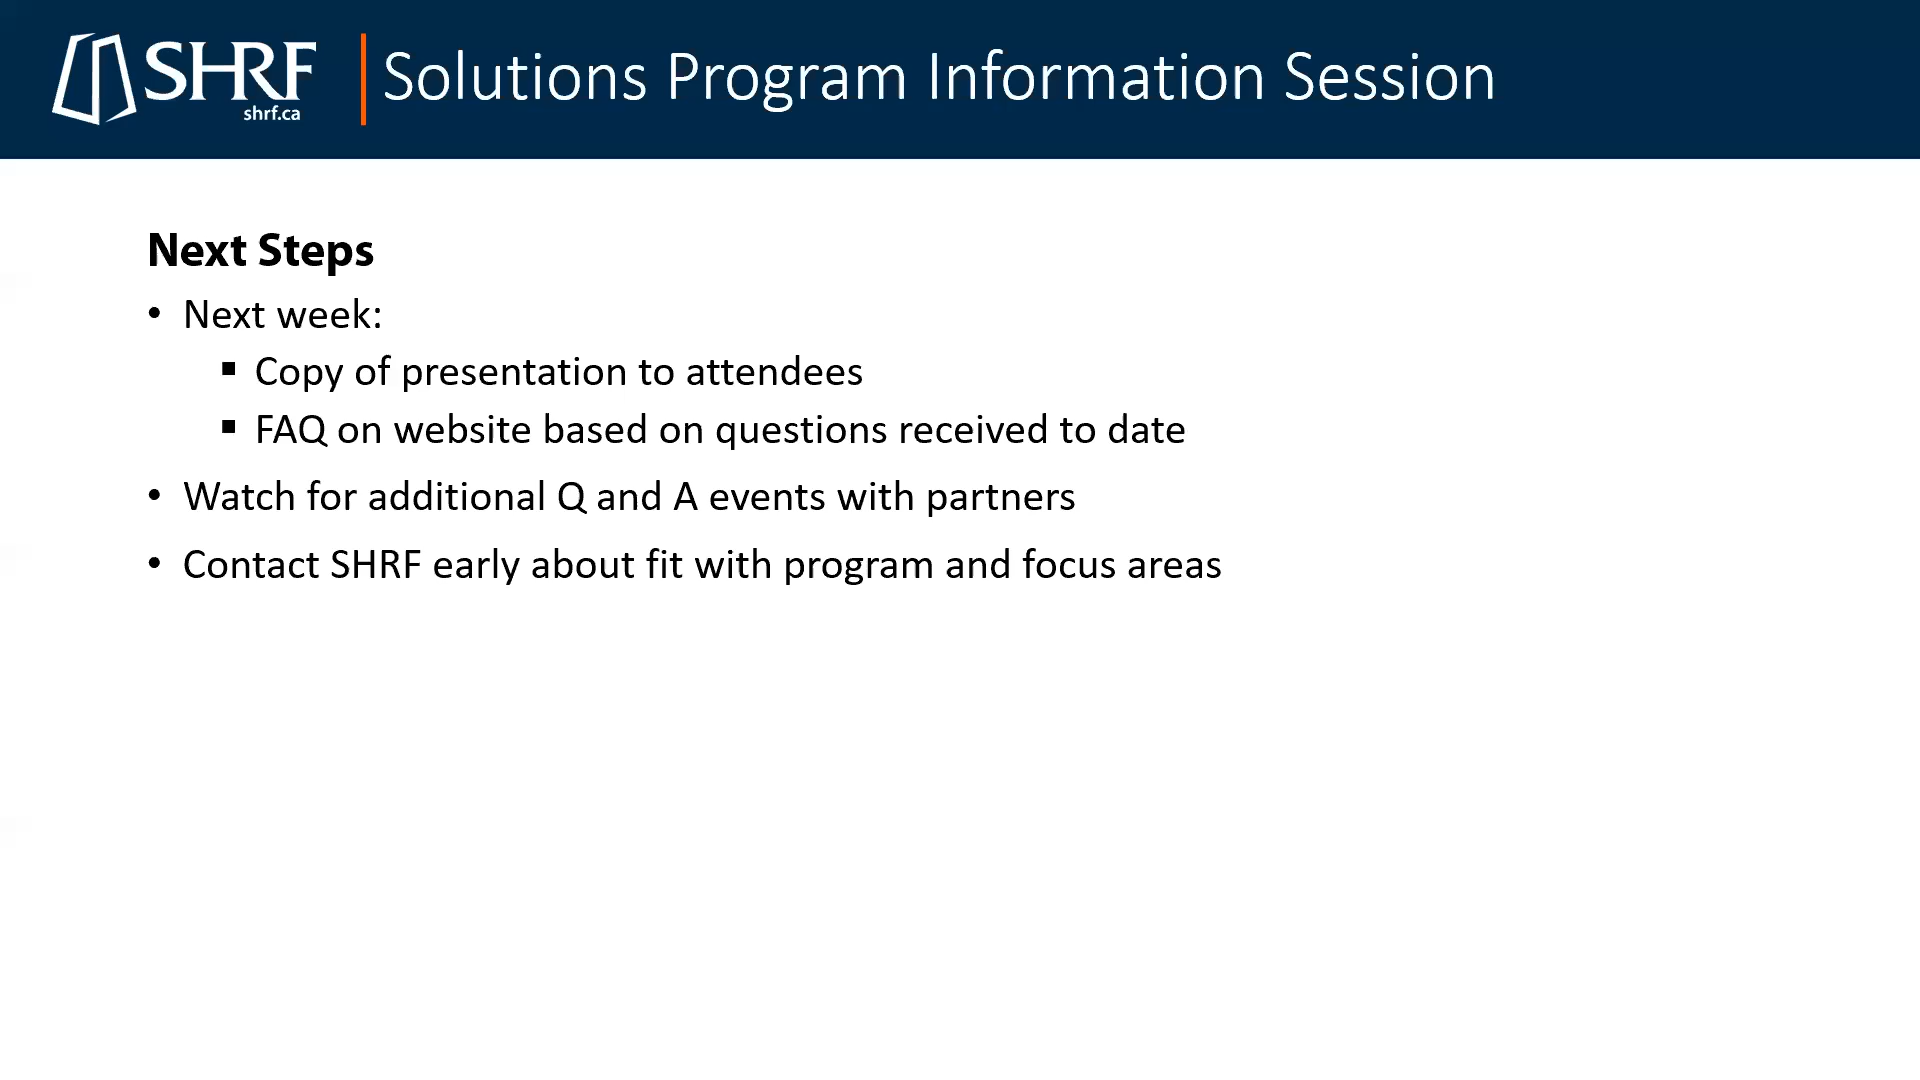 SHRF
shrf.ca
Solutions Program Information Session
Next Steps
• Next week:
▪ Copy of presentation to attendees
▪ FAQ on website based on questions received to date
• Watch for additional Q and A events with partners
• Contact SHRF early about fit with program and focus areas